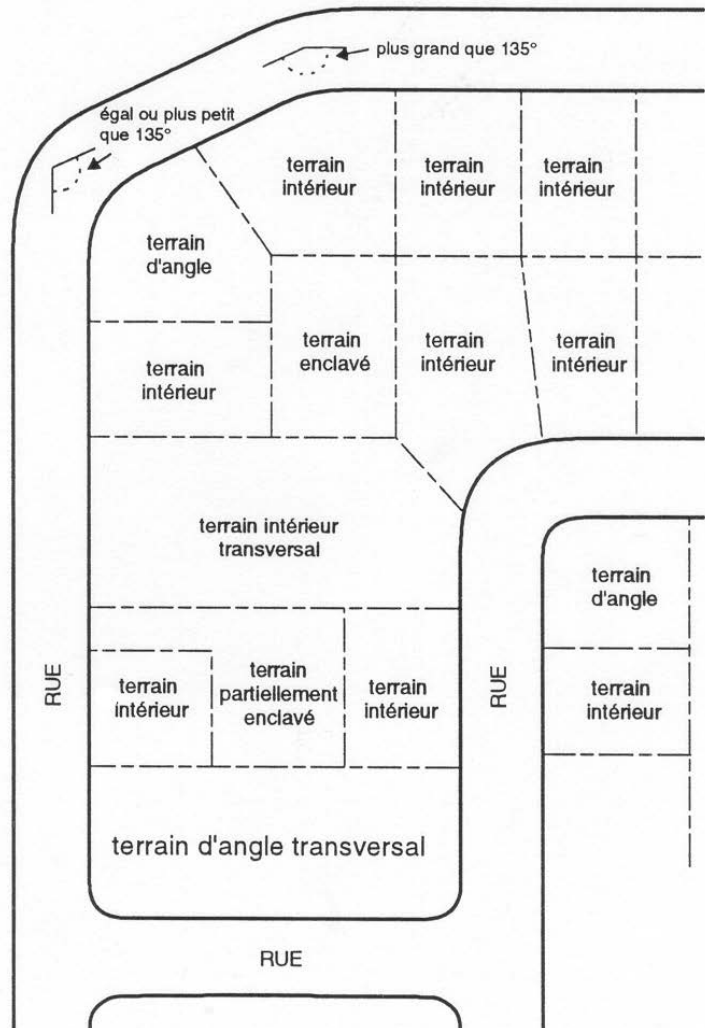 plus grand que 135°
égal ou plus petit
que 135°
terrain
intérieur
terrain
intérieur
terrain
intérieur
terrain
d'angle
terrain
intérieur
terrain
enclavé
terrain
intérieur
terrain
intérieur
terrain intérieur
transversal
terrain
d'angle
RUE
terrain
intérieur
terrain
partiellement
enclavé
terrain
intérieur
RUE
terrain
intérieur
terrain d'angle transversal
RUE